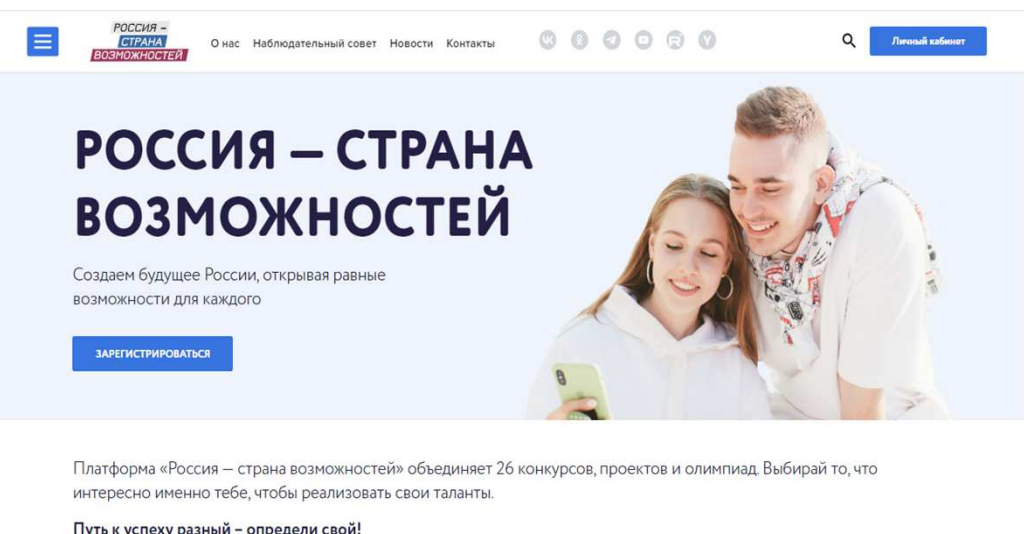 РОССИЯ –
СТРАНА
ВОЗМОЖНОСТЕЙ
О нас Наблюдательный совет Новости Контакты
Личный кабинет
РОССИЯ — СТРАНА
ВОЗМОЖНОСТЕЙ
Создаем будущее России, открывая равные
возможности для каждого
ЗАРЕГИСТРИРОВАТЬСЯ
Платформа «Россия — страна возможностей» объединяет 26 конкурсов, проектов и олимпиад. Выбирай то, что
интересно именно тебе, чтобы реализовать свои таланты.
Путь к успеху разный – определи свой!